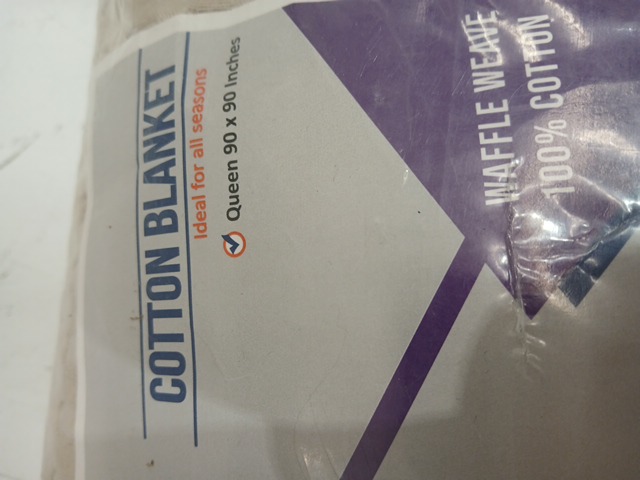 COTTON BLANKET
Ideal for all seasons
Queen 90 x 90 Inches
WAFFLE WEAVE
100% COTTON